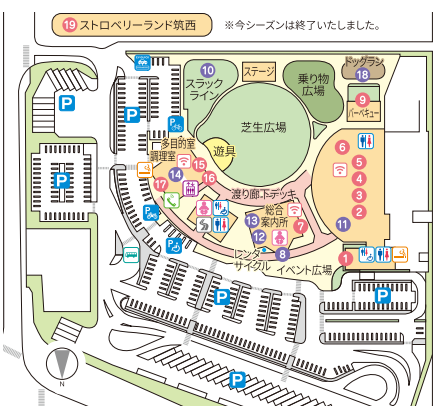 19 ストロベリーランド筑西 ※今シーズンは終了いたしました。
10
スラック
ライン
ステージ
乗り物
広場
ドッグラン
18
9
バーベキュー
P
P
P
芝生広場
遊具
多目的室
調理室
15
14
16
17
6
5
4
3
2
11
渡り廊下デッキ
総合
案内所
13
12
7
8
1
レンタ
サイクル
イベント広場
P
P
P
P
P
P
N